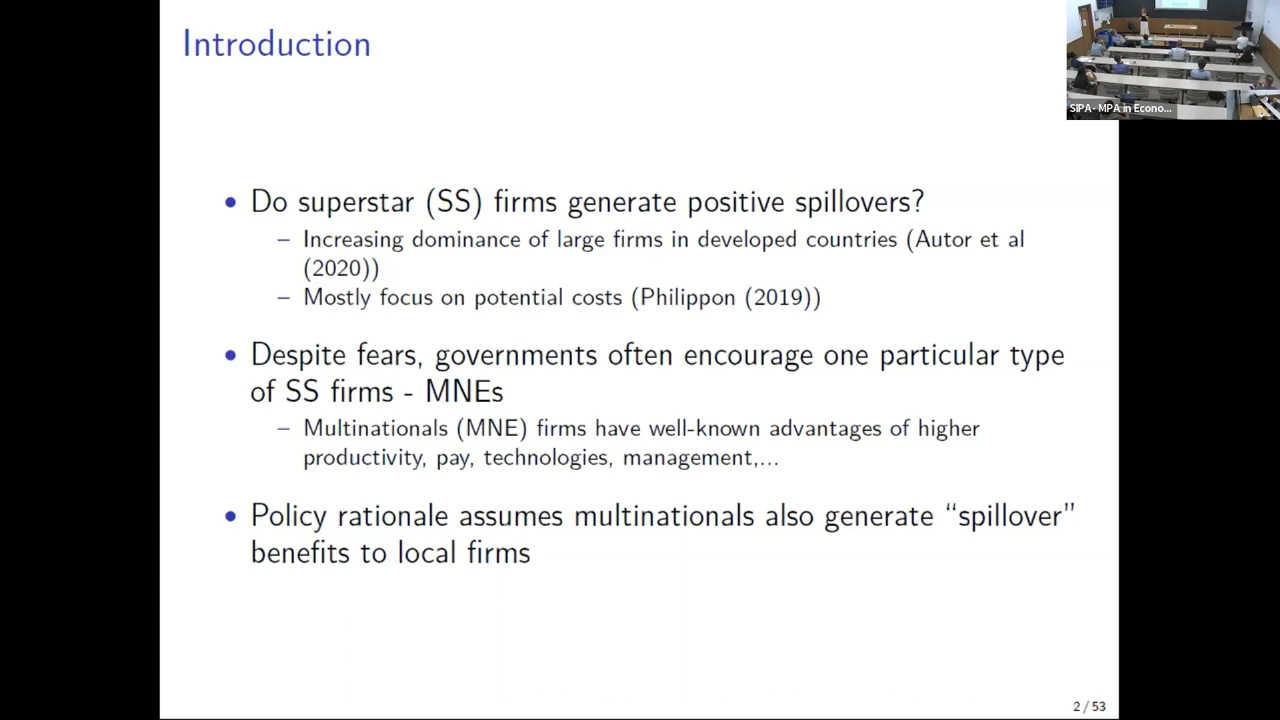 Introduction
SIPA- MPA in Econo...
• Do superstar (SS) firms generate positive spillovers?
– Increasing dominance of large firms in developed countries (Autor et al
(2020))
– Mostly focus on potential costs (Philippon (2019))
• Despite fears, governments often encourage one particular type
of SS firms - MNEs
– Multinationals (MNE) firms have well-known advantages of higher
productivity, pay, technologies, management,...
• Policy rationale assumes multinationals also generate “spillover”
benefits to local firms
2 / 53